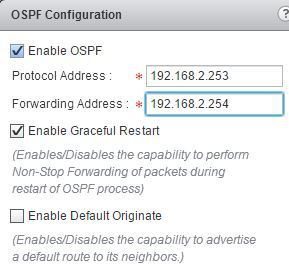 OSPF Configuration
?
Enable OSPF
Protocol Address : * 192.168.2.253
Forwarding Address : * 192.168.2.254
Enable Graceful Restart
(Enables/Disables the capability to perform
Non-Stop Forwarding of packets during
restart of OSPF process)
Enable Default Originate
(Enables/Disables the capability to advertise
a default route to its neighbors.)